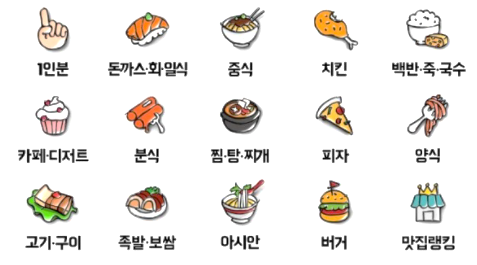 1인분
돈까스·회·일식
중식
치킨
백반·죽·국수
카페·디저트
분식
찜·탕·찌개
피자
양식
고기·구이
족발·보쌈
아시안
버거
맛집랭킹